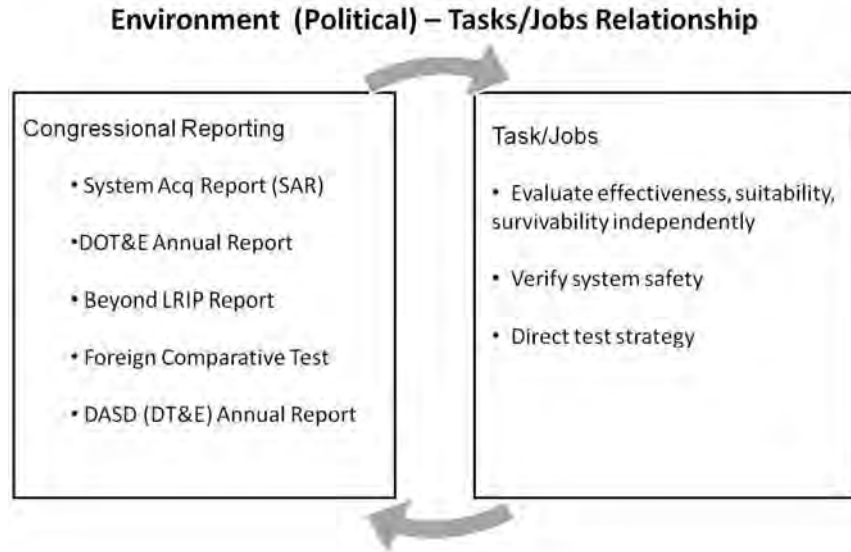 Environment (Political) – Tasks/Jobs Relationship
Congressional Reporting
• System Acq Report (SAR)
•DOT&E Annual Report
• Beyond LRIP Report
• Foreign Comparative Test
• DASD (DT&E) Annual Report
Task/Jobs
• Evaluate effectiveness, suitability,
survivability independently
• Verify system safety
• Direct test strategy